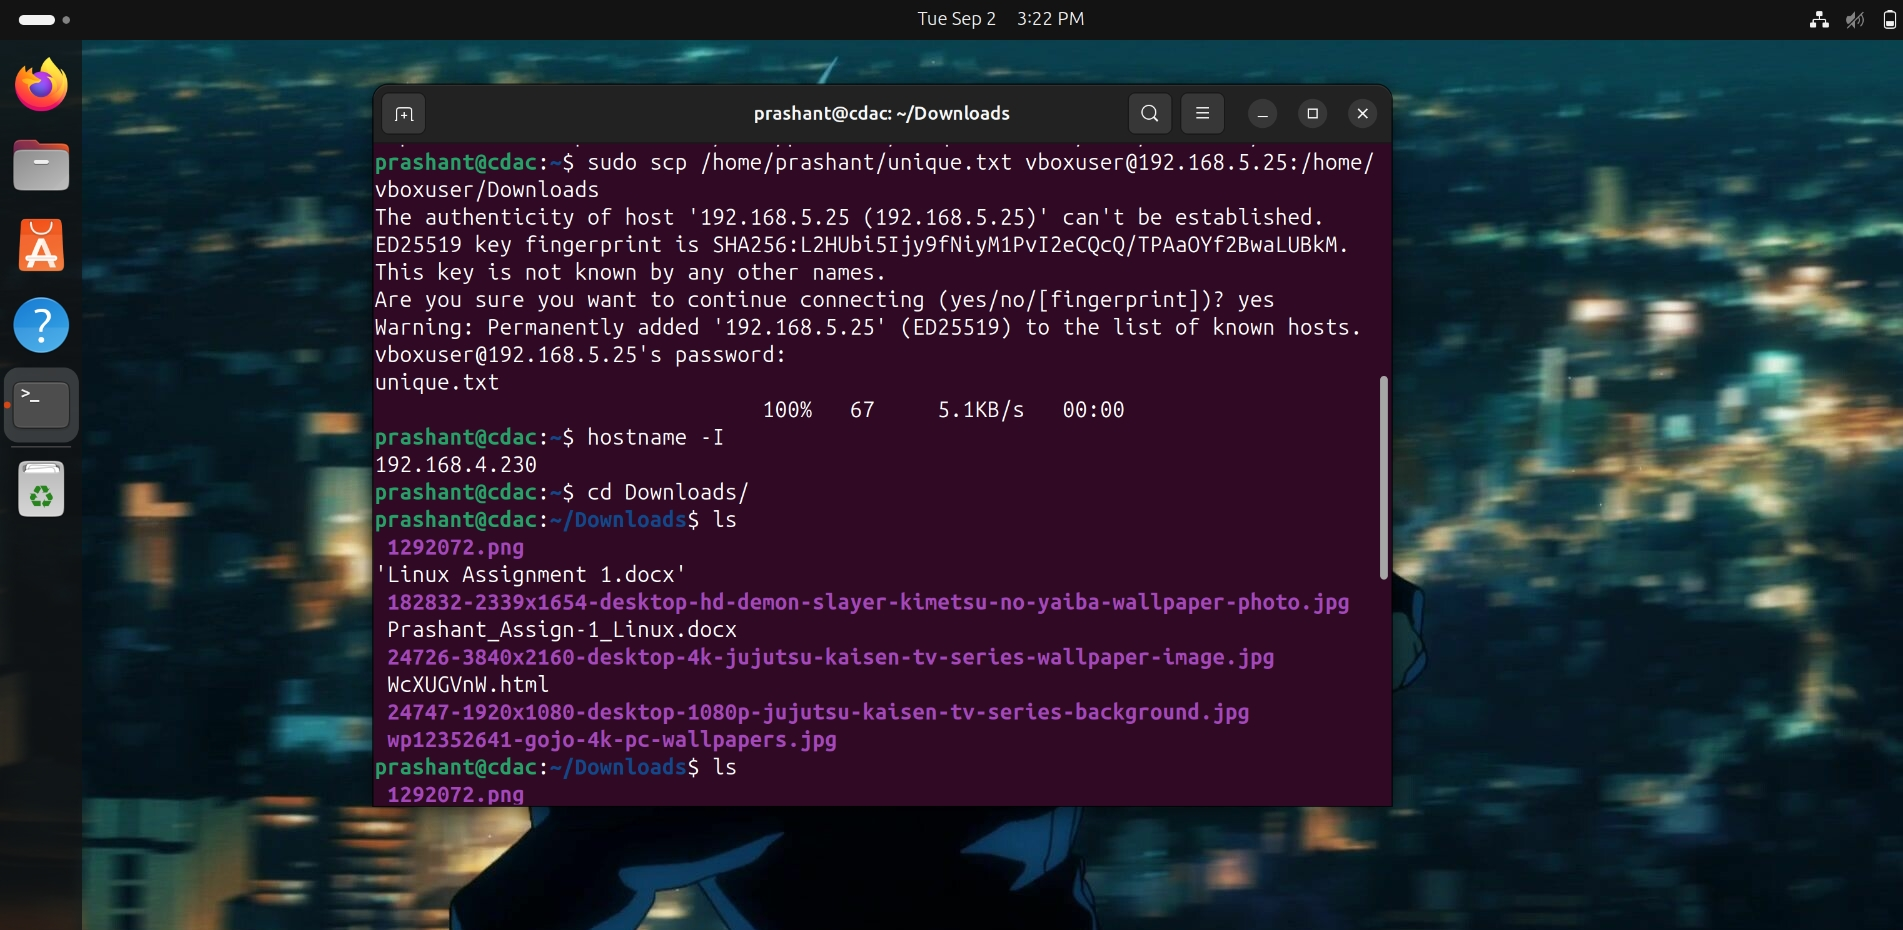 Tue Sep 2 3:22 PM
prashant@cdac: ~/Downloads
prashant@cdac:~$ sudo scp /home/prashant/unique.txt vboxuser@192.168.5.25:/home/
vboxuser/Downloads
The authenticity of host '192.168.5.25 (192.168.5.25)' can't be established.
ED25519 key fingerprint is SHA256:L2HUbi5Ijy9fNiyM1PvI2eCQcQ/TPAaOYf2BwaLUBkM.
This key is not known by any other names.
Are you sure you want to continue connecting (yes/no/[fingerprint])? yes
Warning: Permanently added '192.168.5.25' (ED25519) to the list of known hosts.
vboxuser@192.168.5.25's password:
unique.txt
100% 67 5.1KB/s 00:00
prashant@cdac:~$ hostname -I
192.168.4.230
prashant@cdac:~$ cd Downloads/
prashant@cdac:~/Downloads$ ls
1292072.png
'Linux Assignment 1.docx'
182832-2339x1654-desktop-hd-demon-slayer-kimetsu-no-yaiba-wallpaper-photo.jpg
Prashant_Assign-1_Linux.docx
24726-3840x2160-desktop-4k-jujutsu-kaisen-tv-series-wallpaper-image.jpg
WcXUGVnW.html
24747-1920x1080-desktop-1080p-jujutsu-kaisen-tv-series-background.jpg
wp12352641-gojo-4k-pc-wallpapers.jpg
prashant@cdac:~/Downloads$ ls
1292072.png